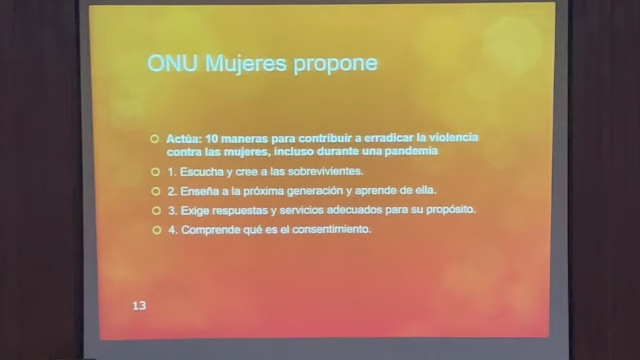 ONU Mujeres propone
Actúa: 10 maneras para contribuir a erradicar la violencia
contra las mujeres, incluso durante una pandemia
1. Escucha y cree a las sobrevivientes.
2. Enseña a la próxima generación y aprende de ella.
3. Exige respuestas y servicios adecuados para su propósito.
4. Comprende qué es el consentimiento.
13